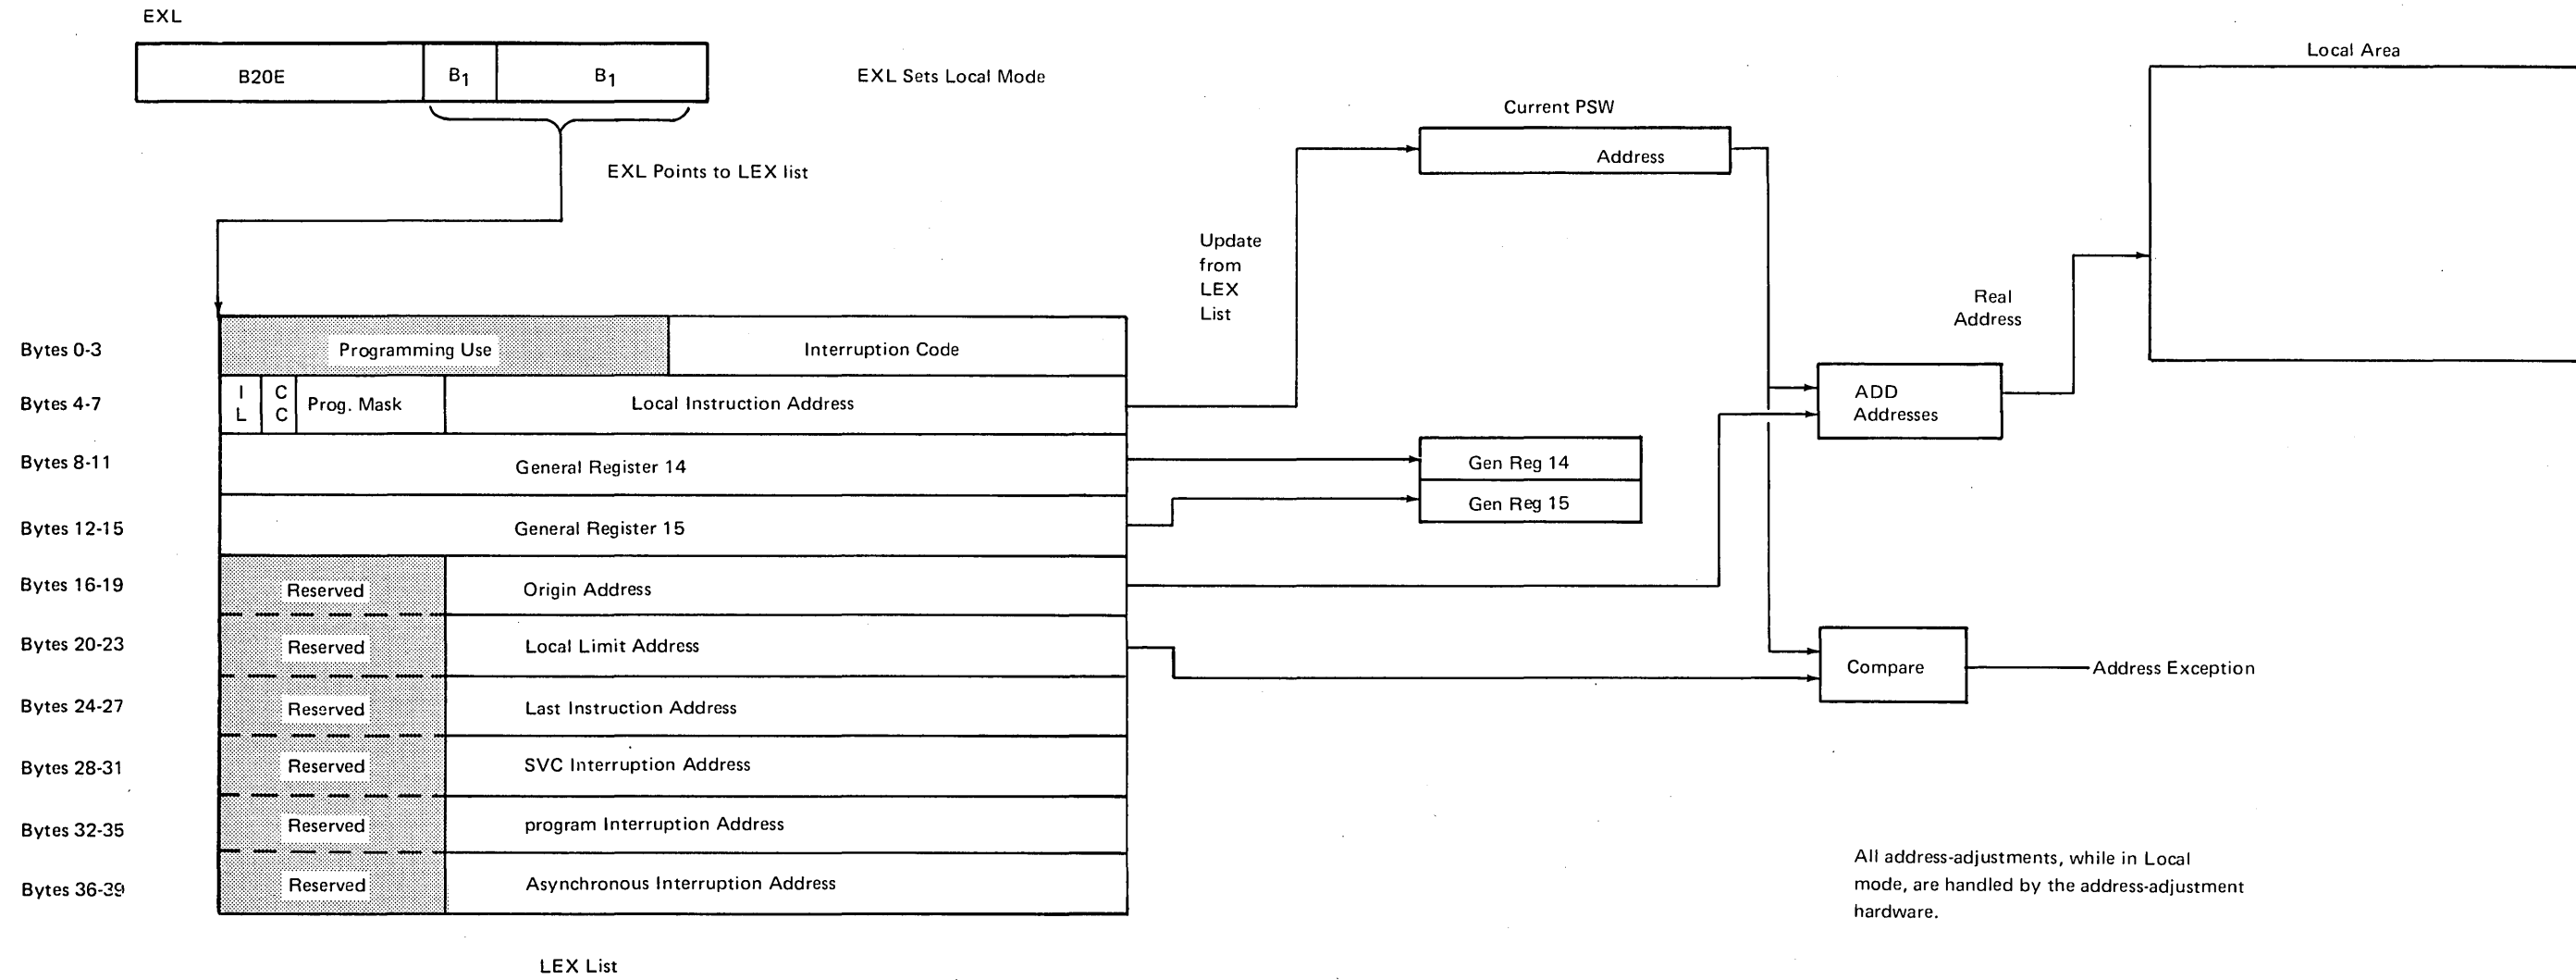 EXL
B20E B1 B1
EXL Sets Local Mode
EXL Points to LEX list
Local Area
Current PSW
Address
Update
from
LEX
List
Real
Address
Bytes 0-3 Programming Use Interruption Code
Bytes 4-7 IL CC Prog. Mask Local Instruction Address
Bytes 8-11 General Register 14
Bytes 12-15 General Register 15
Bytes 16-19 Reserved Origin Address
Bytes 20-23 Reserved Local Limit Address
Bytes 24-27 Reserved Last Instruction Address
Bytes 28-31 Reserved SVC Interruption Address
Bytes 32-35 Reserved program Interruption Address
Bytes 36-39 Reserved Asynchronous Interruption Address
LEX List
Gen Reg 14
Gen Reg 15
ADD
Addresses
Compare
Address Exception
All address-adjustments, while in Local
mode, are handled by the address-adjustment
hardware.